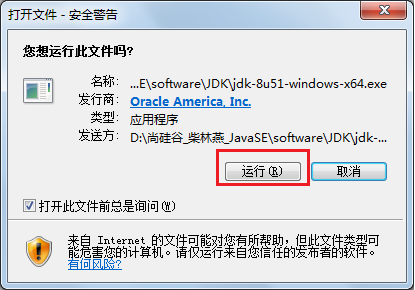 打开文件 - 安全警告
您想运行此文件吗?
名称: ...E\software\JDK\jdk-8u51-windows-x64.exe
发行商: Oracle America, Inc.
类型: 应用程序
发送方: D:\尚硅谷_柴林燕_JavaSE\software\JDK\jdk-...
运行(R) 取消
打开此文件前总是询问(W)
来自 Internet 的文件可能对您有所帮助，但此文件类型可
能危害您的计算机。请仅运行来自您信任的发布者的软件。
有何风险?